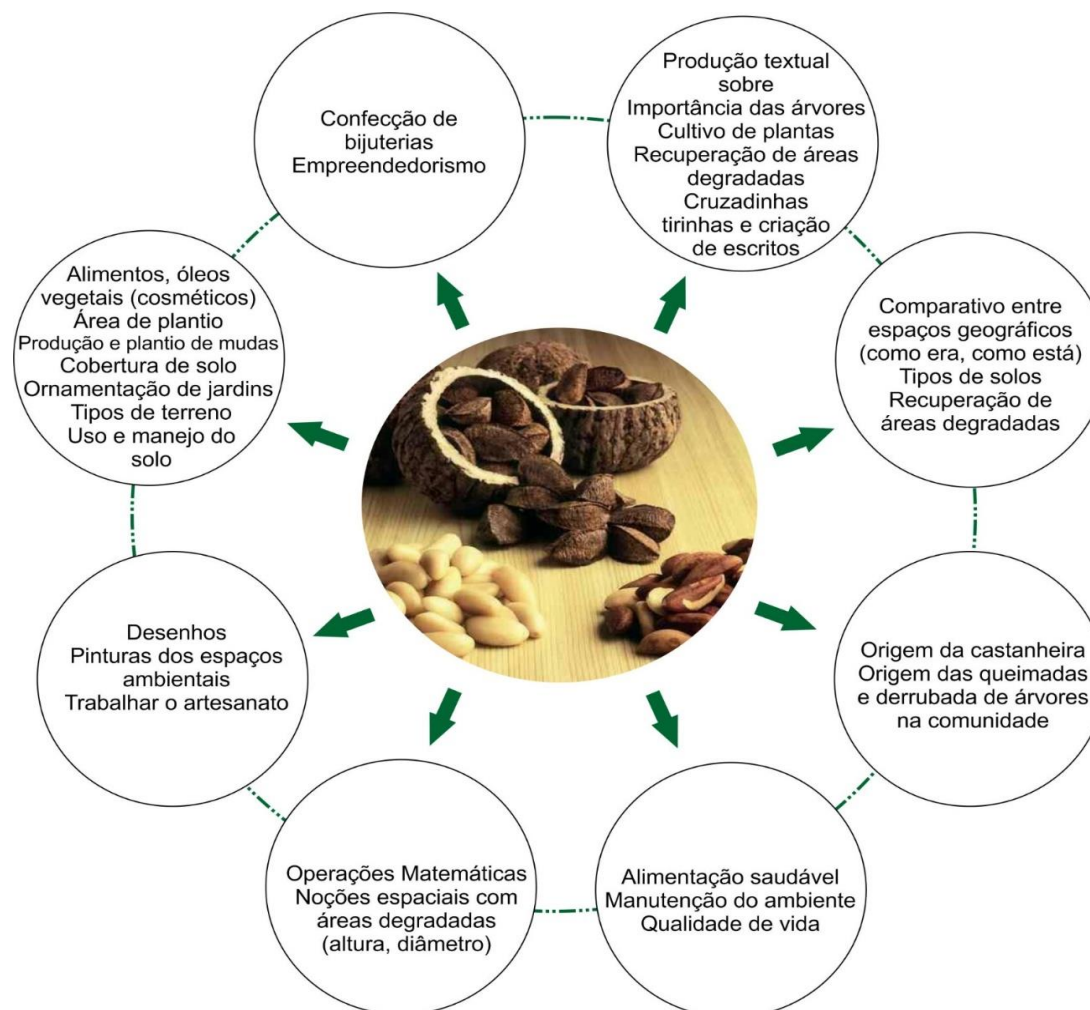 Confecção de
bijuterias
Empreendedorismo
Produção textual
sobre
Importância das árvores
Cultivo de plantas
Recuperação de áreas
degradadas
Cruzadinhas
tirinhas e criação
de escritos
Comparativo entre
espaços geográficos
(como era, como está)
Tipos de solos
Recuperação de
áreas degradadas
Origem da castanheira
Origem das queimadas
e derrubada de árvores
na comunidade
Alimentação saudável
Manutenção do ambiente
Qualidade de vida
Operações Matemáticas
Noções espaciais com
áreas degradadas
(altura, diâmetro)
Desenhos
Pinturas dos espaços
ambientais
Trabalhar o artesanato
Alimentos, óleos
vegetais (cosméticos)
Área de plantio
Produção e plantio de mudas
Cobertura de solo
Ornamentação de jardins
Tipos de terreno
Uso e manejo do
solo